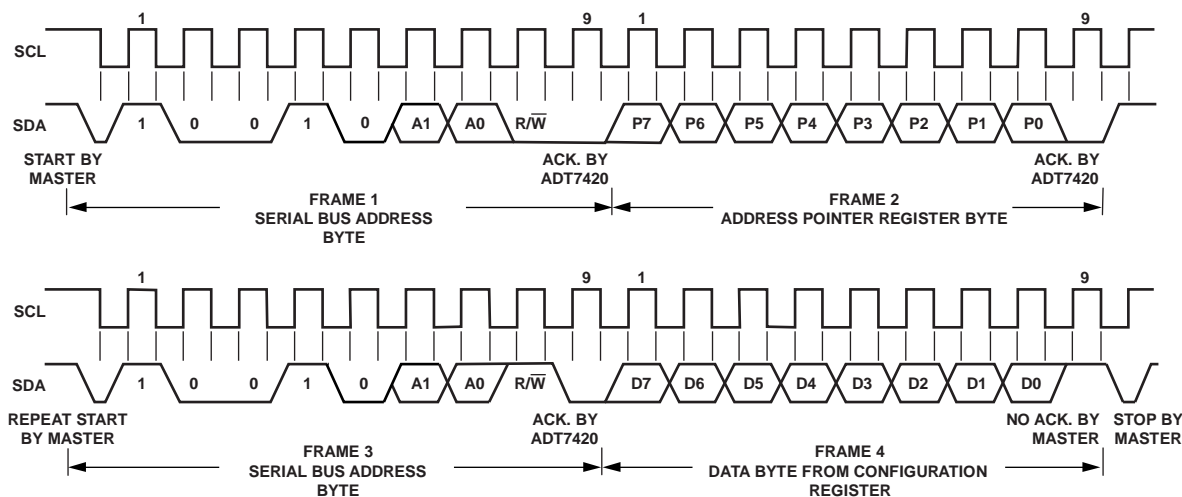 1 9 1 9
SCL
SDA 1 0 0 1 0 A1 A0 R/W̅ P7 P6 P5 P4 P3 P2 P1 P0
START BY
MASTER
ACK. BY
ADT7420
ACK. BY
ADT7420
FRAME 1
SERIAL BUS ADDRESS
BYTE
FRAME 2
ADDRESS POINTER REGISTER BYTE
1 9 1 9
SCL
SDA 1 0 0 1 0 A1 A0 R/W̅ D7 D6 D5 D4 D3 D2 D1 D0
REPEAT START
BY MASTER
ACK. BY
ADT7420
NO ACK. BY
MASTER
STOP BY
MASTER
FRAME 3
SERIAL BUS ADDRESS
BYTE
FRAME 4
DATA BYTE FROM CONFIGURATION
REGISTER